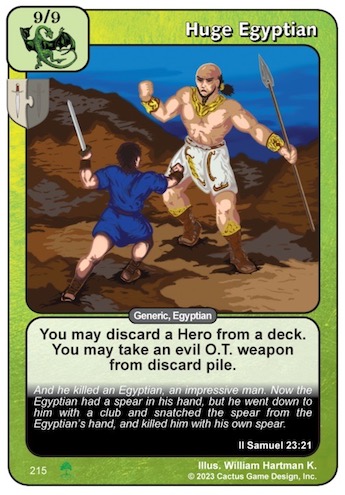 9/9
Huge Egyptian
Generic, Egyptian
You may discard a Hero from a deck.
You may take an evil O.T. weapon
from discard pile.
And he killed an Egyptian, an impressive man. Now the
Egyptian had a spear in his hand, but he went down to
him with a club and snatched the spear from the
Egyptian's hand, and killed him with his own spear.
II Samuel 23:21
215
Illus. William Hartman K.
© 2023 Cactus Game Design, Inc.